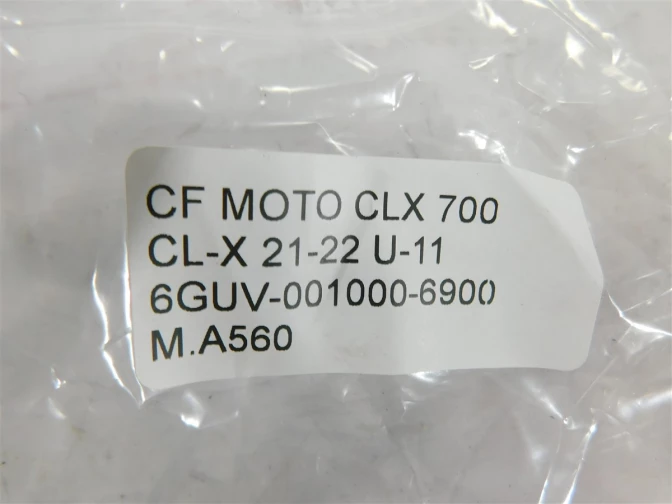 CF MOTO CLX 700
CL-X 21-22 U-11
6GUV-001000-6900
M.A560